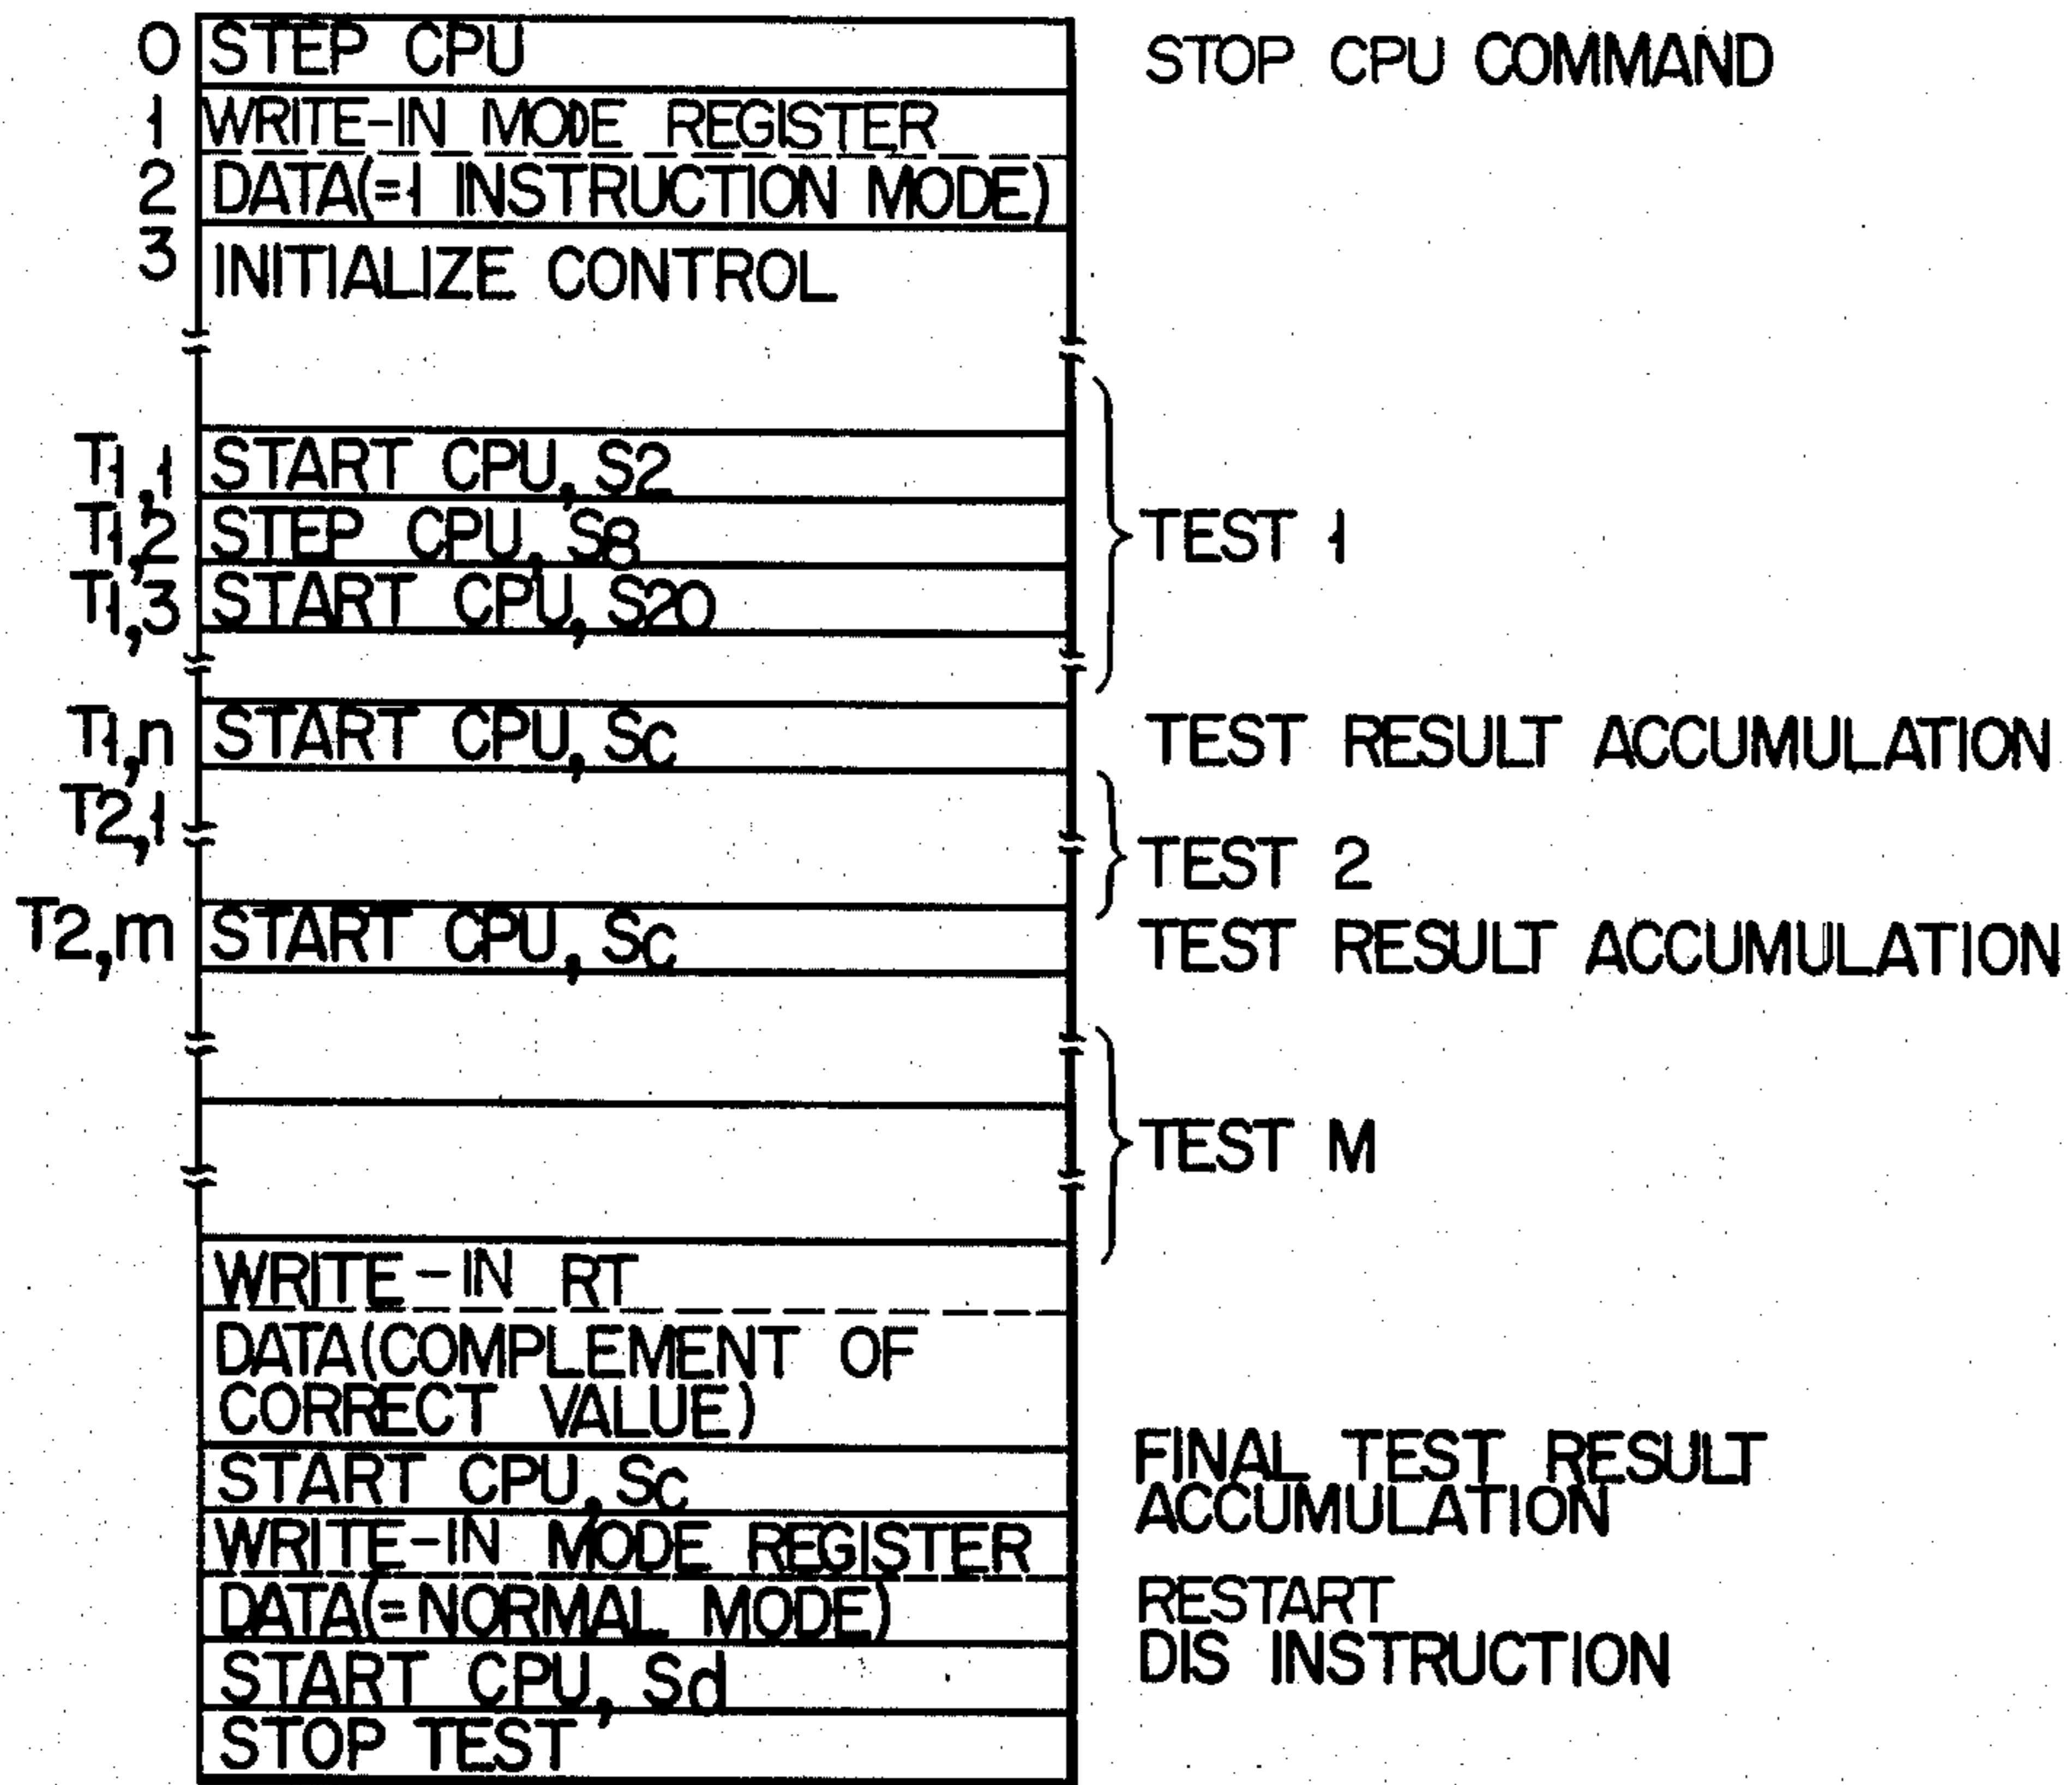 0 STEP CPU STOP CPU COMMAND
1 WRITE-IN MODE REGISTER
2 DATA(=1 INSTRUCTION MODE)
3 INITIALIZE CONTROL
T1,1 START CPU, S2
T1,2 STEP CPU, S8 TEST 1
T1,3 START CPU, S20
T1,n START CPU, Sc TEST RESULT ACCUMULATION
T2,1
TEST 2
T2,m START CPU, Sc TEST RESULT ACCUMULATION
TEST M
WRITE-IN RT
DATA(COMPLEMENT OF
CORRECT VALUE)
START CPU, Sc FINAL TEST RESULT
ACCUMULATION
WRITE-IN MODE REGISTER
DATA(=NORMAL MODE) RESTART
DIS INSTRUCTION
START CPU, Sd
STOP TEST